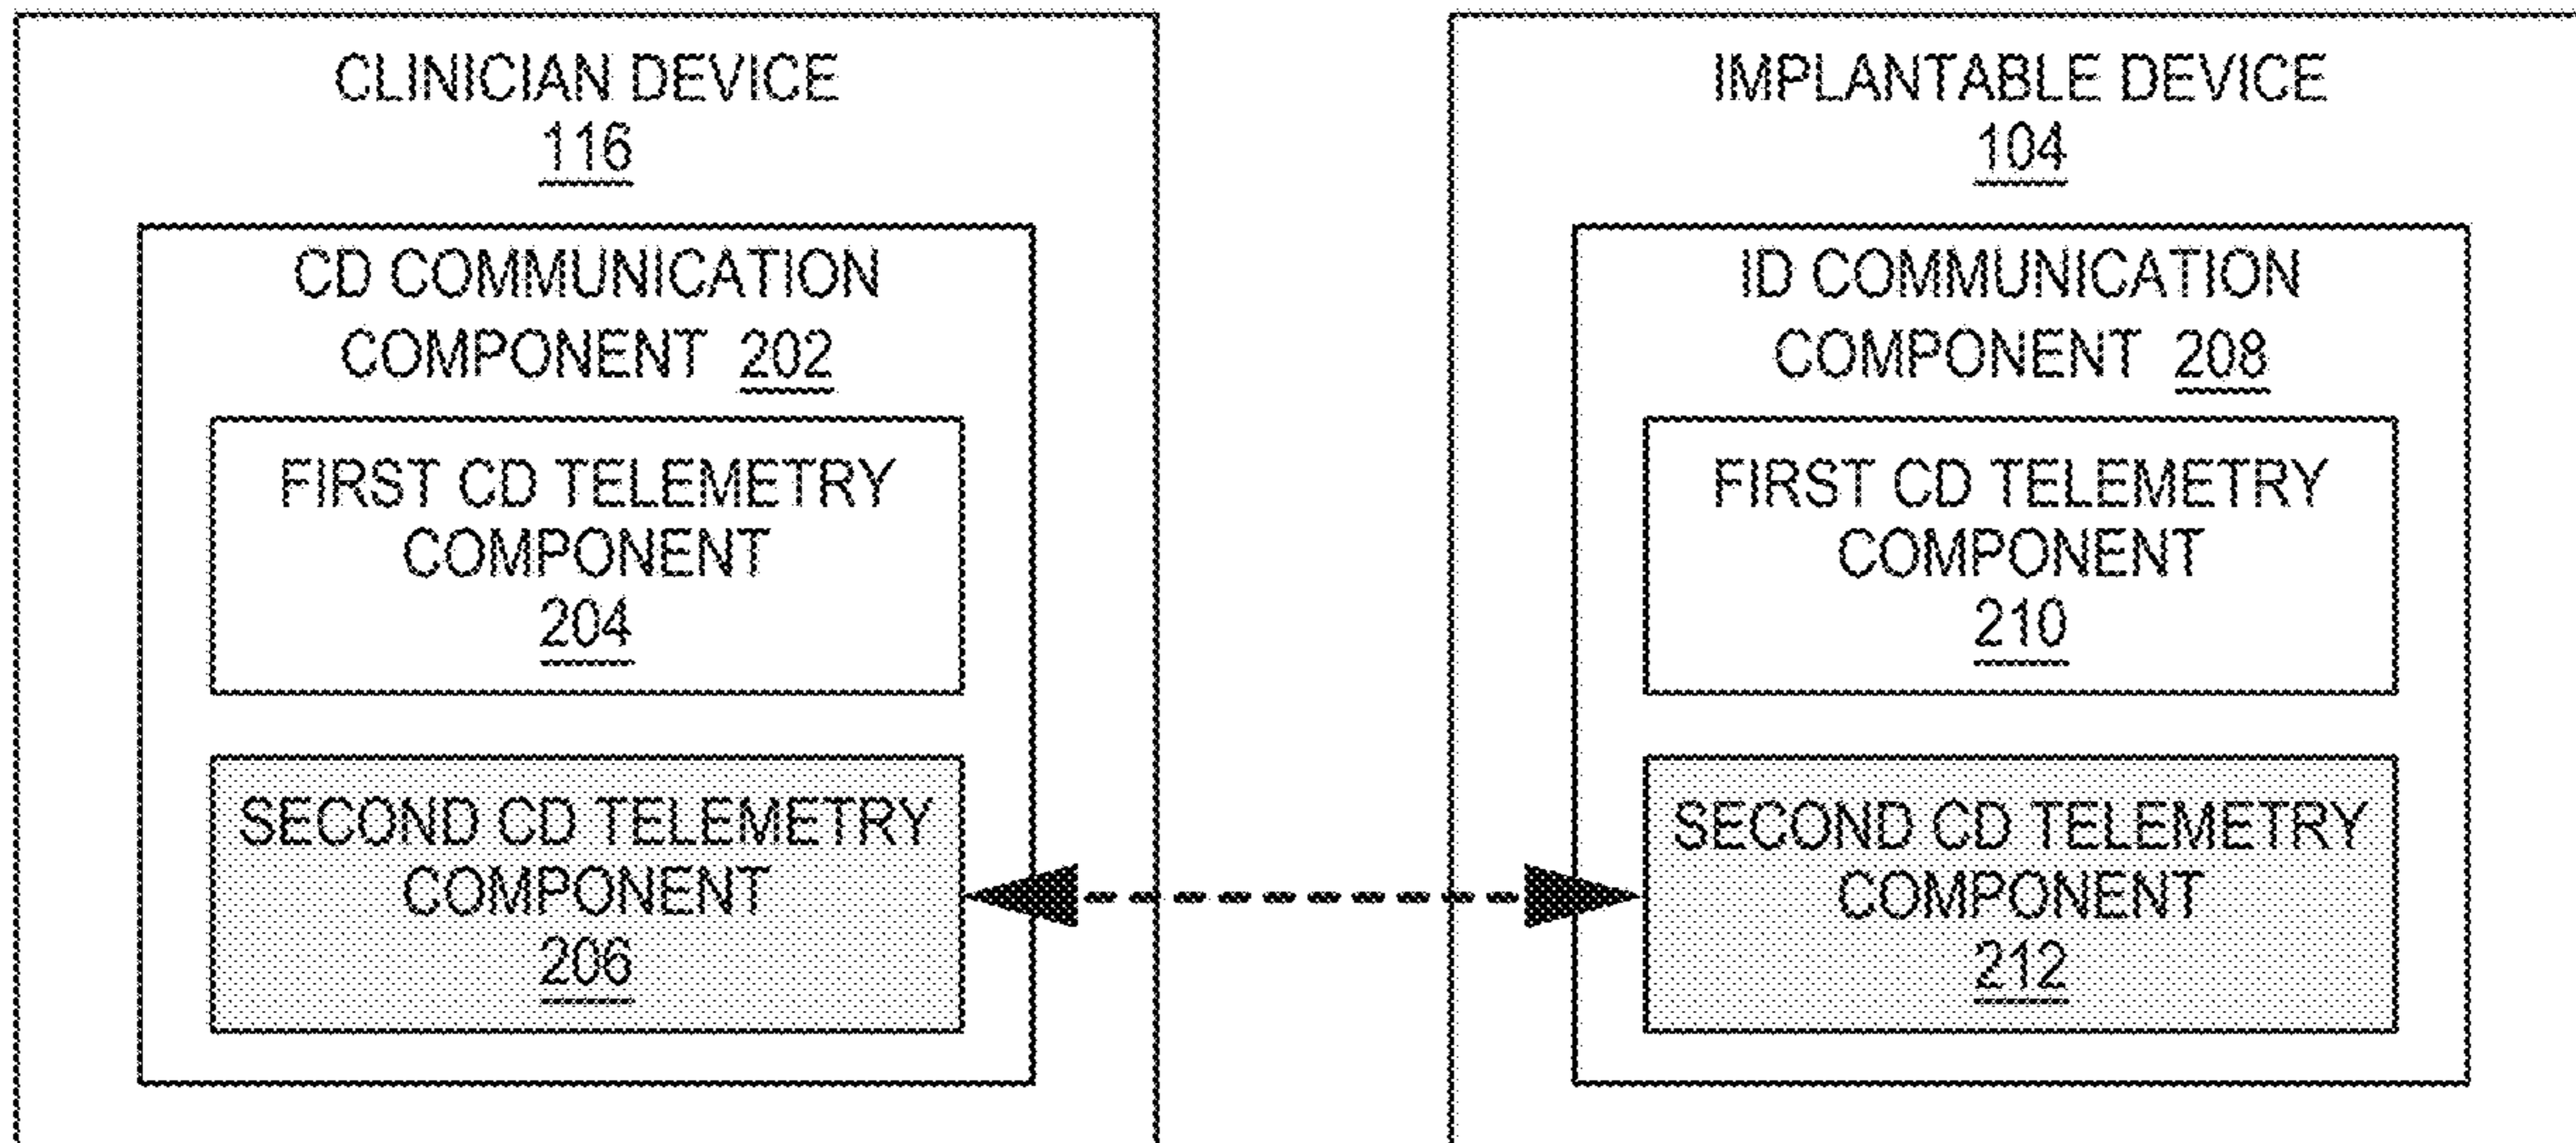 CLINICIAN DEVICE
116
CD COMMUNICATION
COMPONENT 202
FIRST CD TELEMETRY
COMPONENT
204
SECOND CD TELEMETRY
COMPONENT
206
IMPLANTABLE DEVICE
104
ID COMMUNICATION
COMPONENT 208
FIRST CD TELEMETRY
COMPONENT
210
SECOND CD TELEMETRY
COMPONENT
212